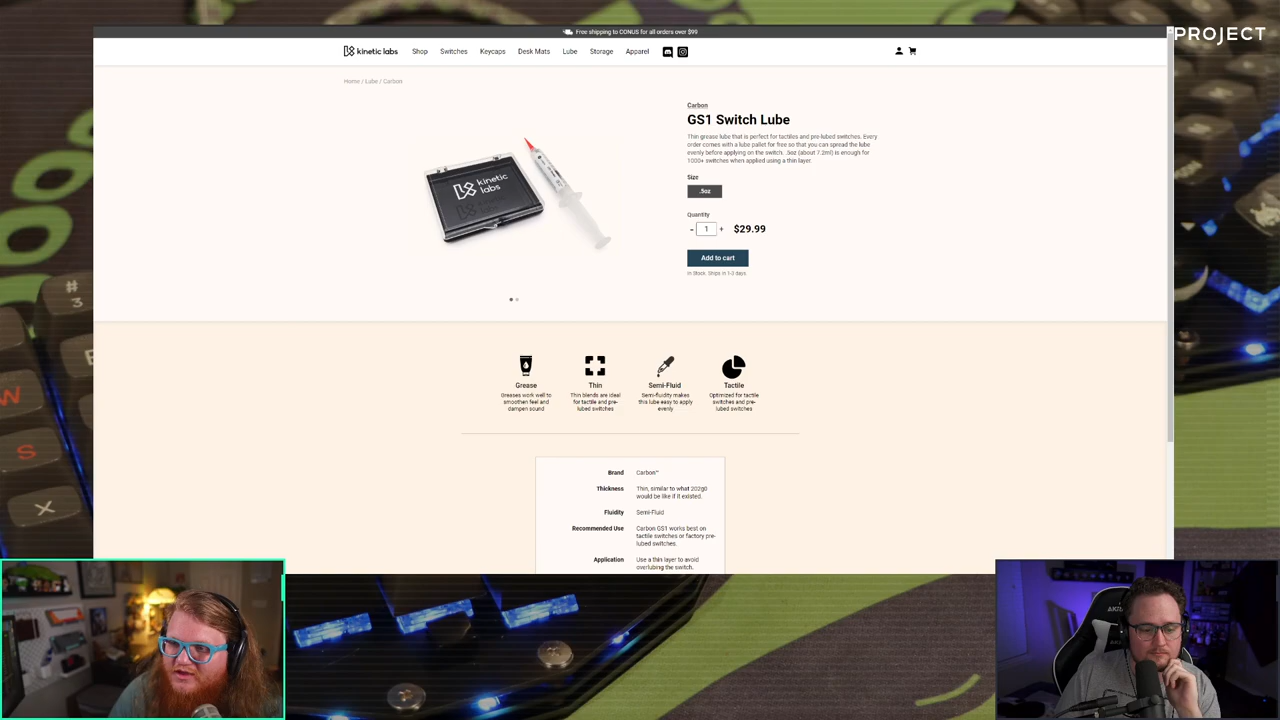 Free shipping to CONUS for all orders over $99
PROJECT
kinetic labs
Shop
Switches
Keycaps
Desk Mats
Lube
Storage
Apparel
Home / Lube / Carbon
Carbon
GS1 Switch Lube
Thin grease lube that is perfect for tactiles and pre-lubed switches. Every
order comes with a lube pallet for free so that you can spread the lube
evenly before applying on the switch. .5oz (about 7.2ml) is enough for
1000+ switches when applied using a thin layer.
Size
.5oz
Quantity
- 1 + $29.99
Add to cart
In Stock. Ships in 1-3 days.
kinetic
labs
Grease
Greases work well to
smoothen feel and
dampen sound
Thin
Thin blends are ideal
for tactile and pre-
lubed switches
Semi-Fluid
Semi-fluidity makes
this lube easy to apply
evenly
Tactile
Optimized for tactile
switches and pre-
lubed switches
Brand
Carbon™
Thickness
Thin, similar to what 202g0
would be like if it existed.
Fluidity
Semi-Fluid
Recommended Use
Carbon GS1 works best on
tactile switches or factory pre-
lubed switches.
Application
Use a thin layer to avoid
overlubing the switch.
#
3
W
S
X